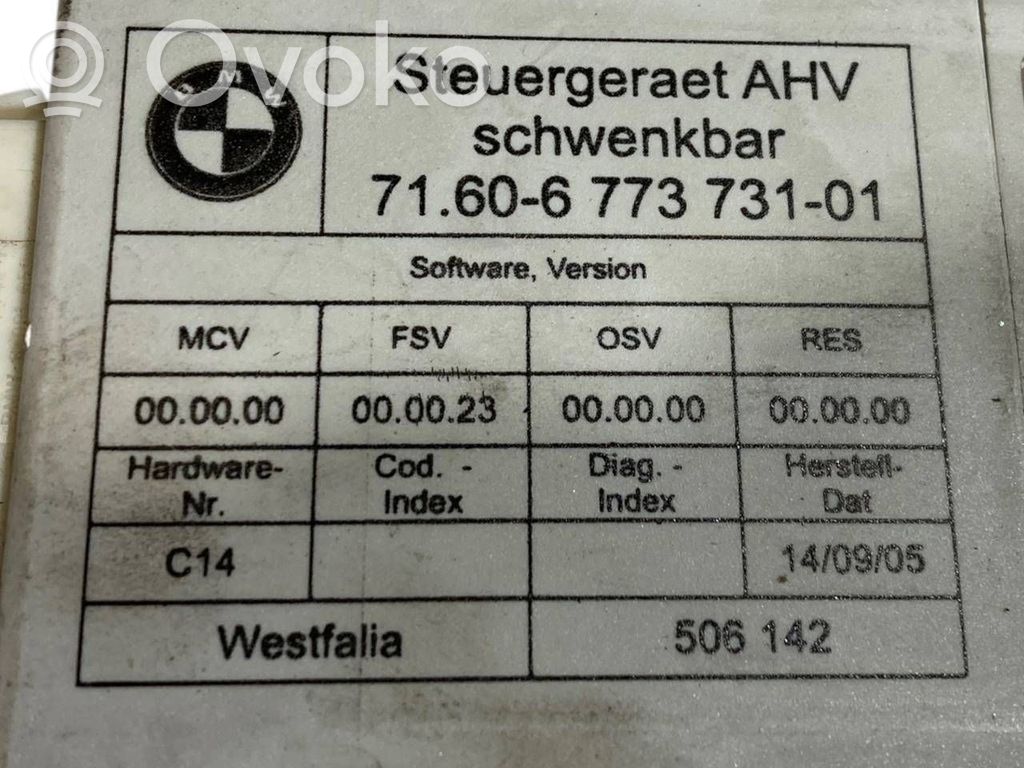 Ovoko
BMW
Steuergeraet AHV
schwenkbar
71.60-6 773 731-01
Software, Version
MCV FSV OSV RES
00.00.00 00.00.23 00.00.00 00.00.00
Hardware- Cod. - Diag. - Herstell-
Nr. Index Index Dat
C14 14/09/05
Westfalia 506 142